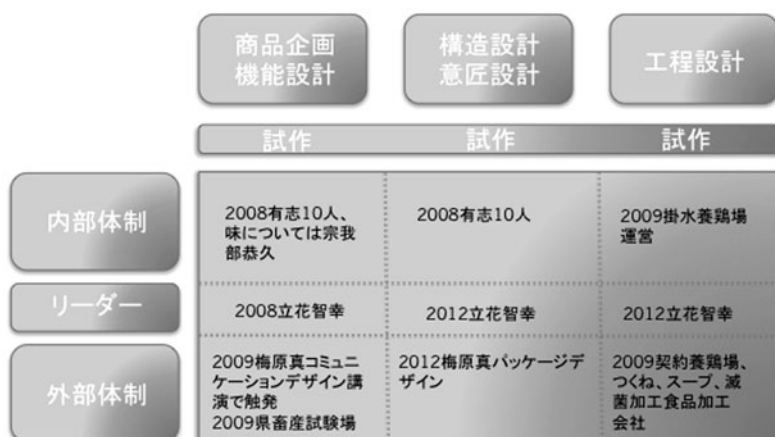 商品企画
機能設計
構造設計
意匠設計
工程設計
試作
試作
試作
内部体制
2008有志10人、
味については宗我
部恭久
2008有志10人
2009掛水養鶏場
運営
リーダー
2008立花智幸
2012立花智幸
2012立花智幸
外部体制
2009梅原真コミュニ
ケーションデザイン講
演で触発
2009県畜産試験場
2012梅原真パッケージデ
ザイン
2009契約養鶏場、
つくね、スープ、滅
菌加工食品加工
会社